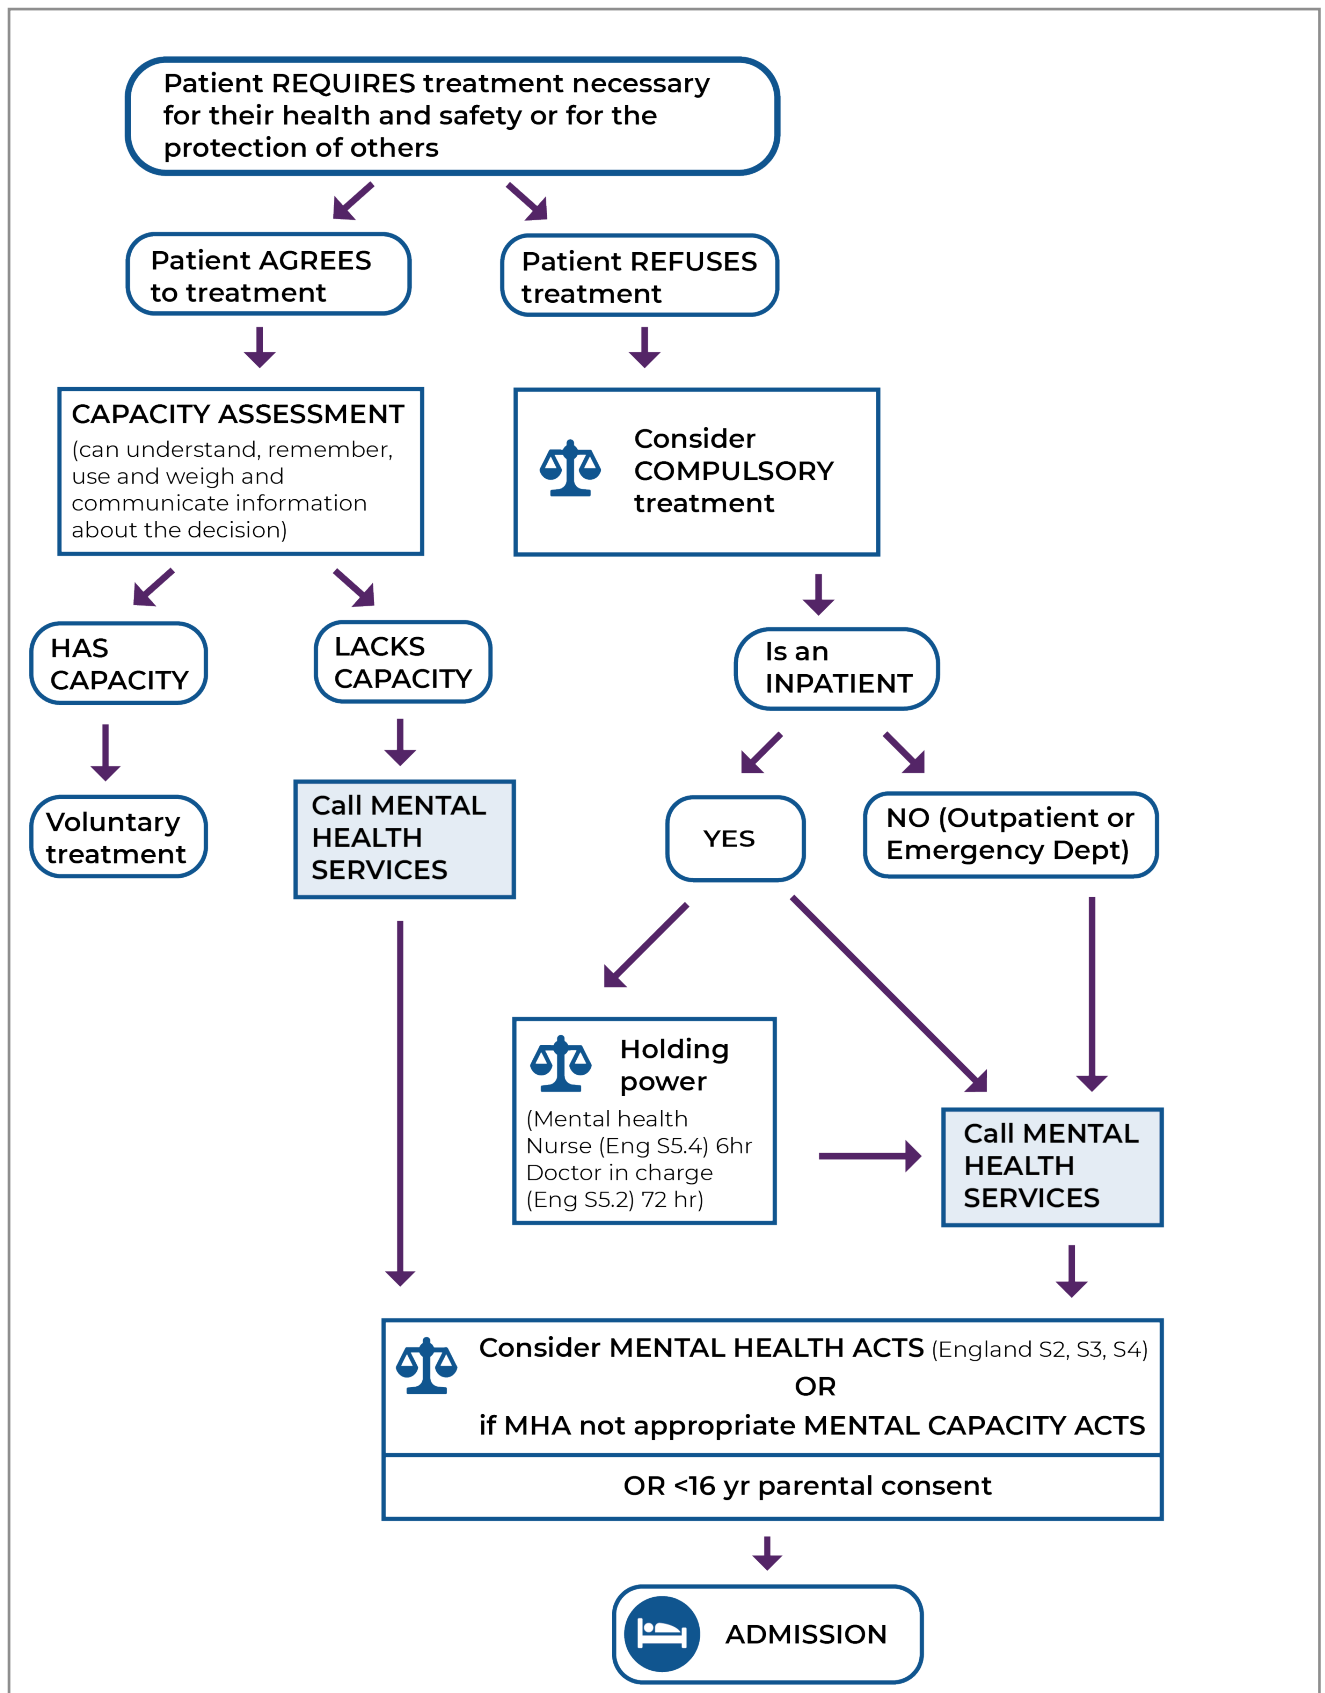 Patient REQUIRES treatment necessary
for their health and safety or for the
protection of others
Patient AGREES
to treatment
Patient REFUSES
treatment
CAPACITY ASSESSMENT
(can understand, remember,
use and weigh and
communicate information
about the decision)
Consider
COMPULSORY
treatment
HAS
CAPACITY
LACKS
CAPACITY
Is an
INPATIENT
Voluntary
treatment
Call MENTAL
HEALTH
SERVICES
YES
NO (Outpatient or
Emergency Dept)
Holding
power
(Mental health
Nurse (Eng S5.4) 6hr
Doctor in charge
(Eng S5.2) 72 hr)
Call MENTAL
HEALTH
SERVICES
Consider MENTAL HEALTH ACTS (England S2, S3, S4)
OR
if MHA not appropriate MENTAL CAPACITY ACTS
OR <16 yr parental consent
ADMISSION